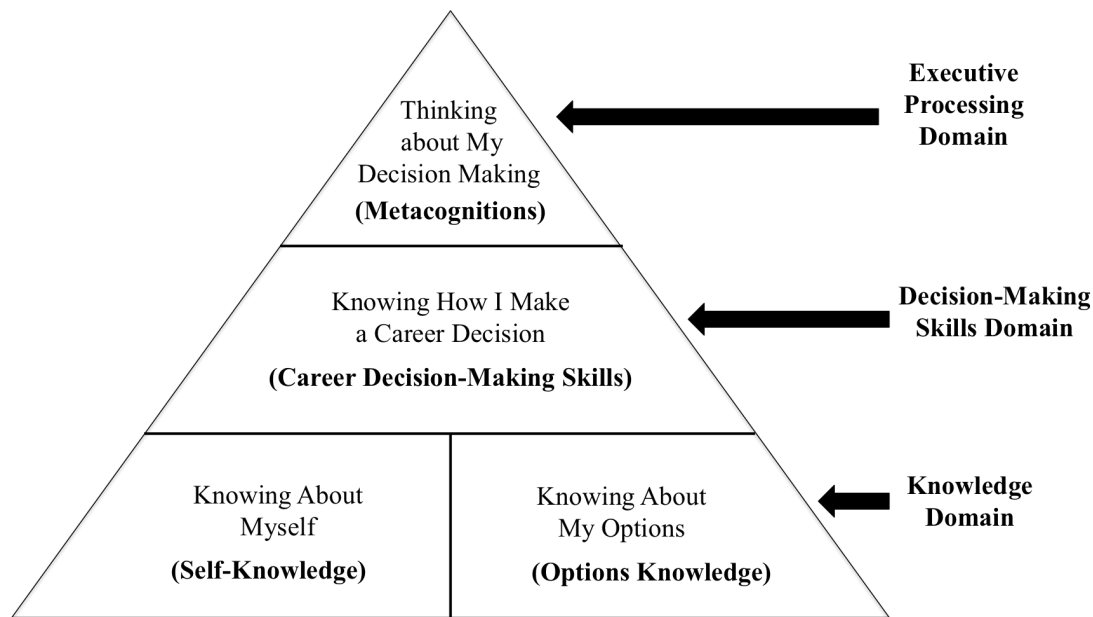 Thinking
about My
Decision Making
(Metacognitions)
Executive
Processing
Domain
Knowing How I Make
a Career Decision
(Career Decision-Making Skills)
Decision-Making
Skills Domain
Knowing About
Myself
(Self-Knowledge)
Knowing About
My Options
(Options Knowledge)
Knowledge
Domain